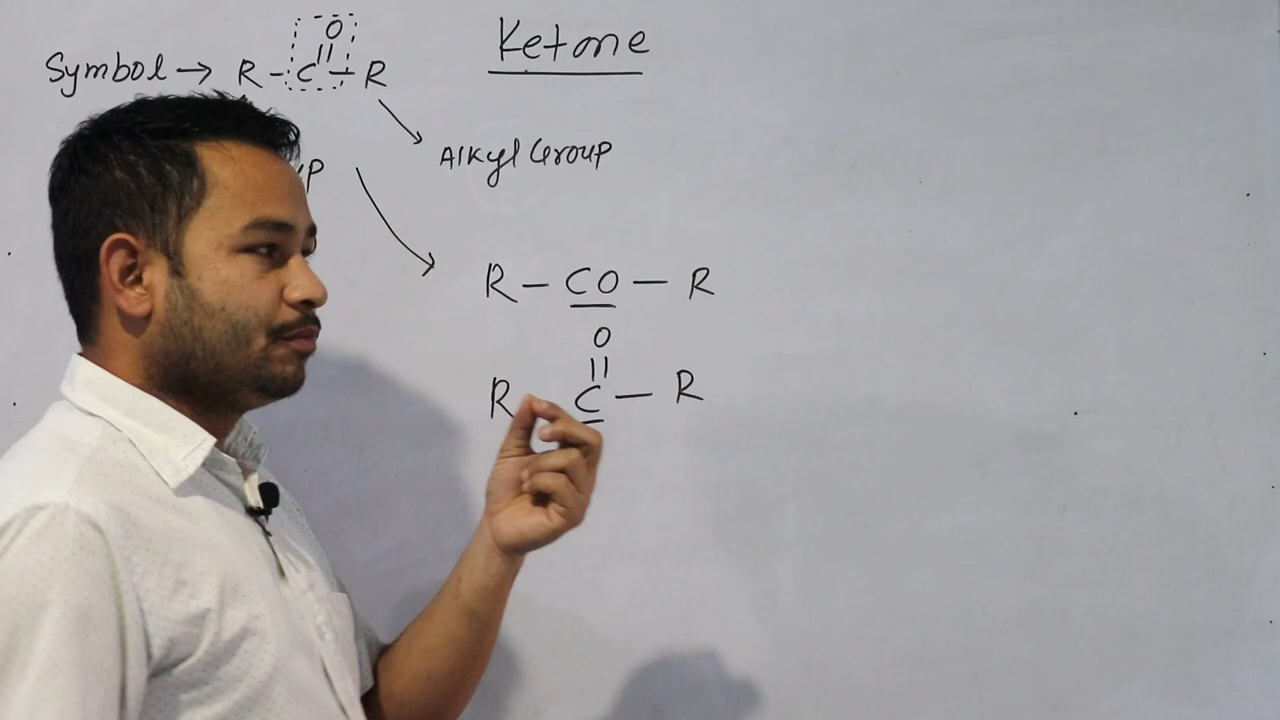 Ketone
O
||
Symbol → R - C - R
Alkyl Group
R - CO - R
O
||
R C - R